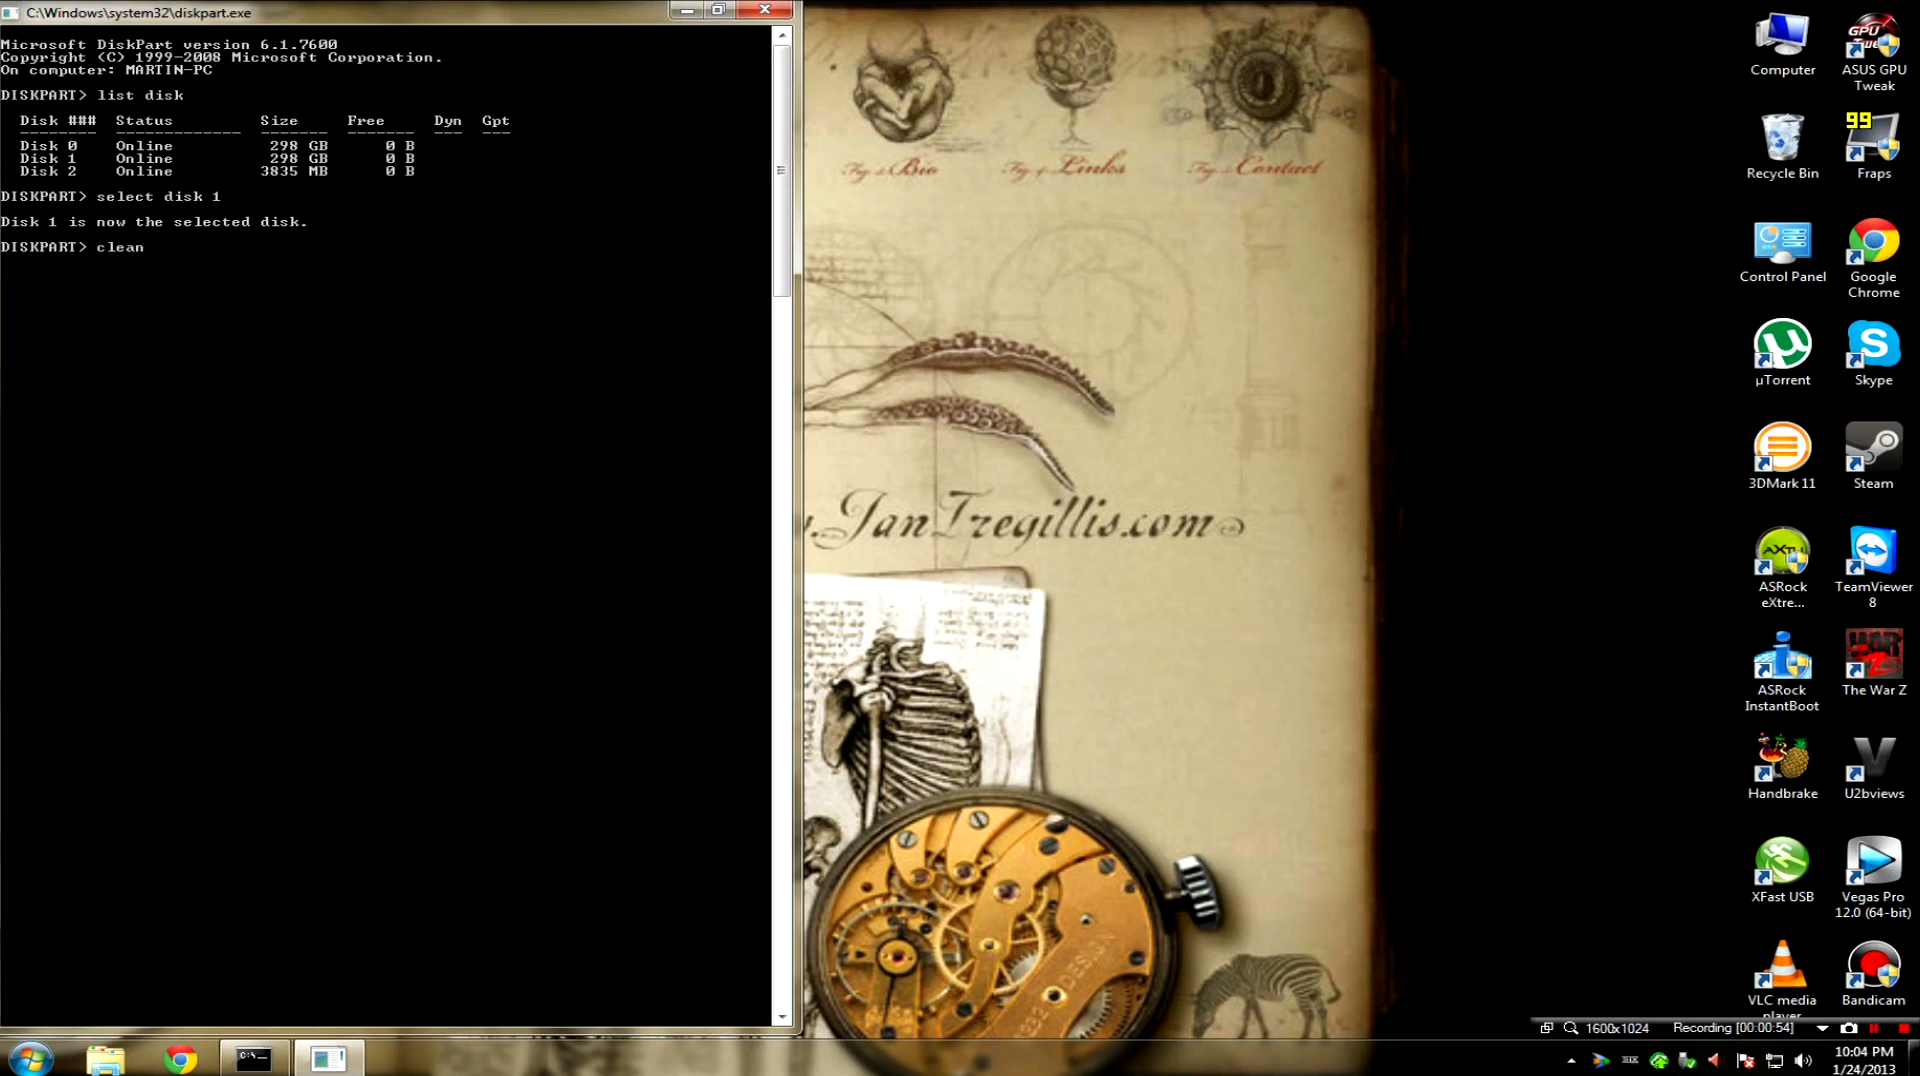 C:\Windows\system32\diskpart.exe
Microsoft DiskPart version 6.1.7600
Copyright (C) 1999-2008 Microsoft Corporation.
On computer: MARTIN-PC
DISKPART> list disk
Disk ### Status Size Free Dyn Gpt
-------- ------------- ------- ------- --- ---
Disk 0 Online 298 GB 0 B
Disk 1 Online 298 GB 0 B
Disk 2 Online 3835 MB 0 B
DISKPART> select disk 1
Disk 1 is now the selected disk.
DISKPART> clean
Bio
Links
Contact
.IanTregillis.com
DESIGN
Computer
ASUS GPU
Tweak
Recycle Bin
99
Fraps
Control Panel
Google
Chrome
µTorrent
Skype
3DMark 11
Steam
ASRock
eXtre...
TeamViewer
8
ASRock
InstantBoot
The War Z
Handbrake
U2bviews
XFast USB
Vegas Pro
12.0 (64-bit)
VLC media
player
Bandicam
1600x1024 Recording [00:00:54]
10:04 PM
1/24/2013